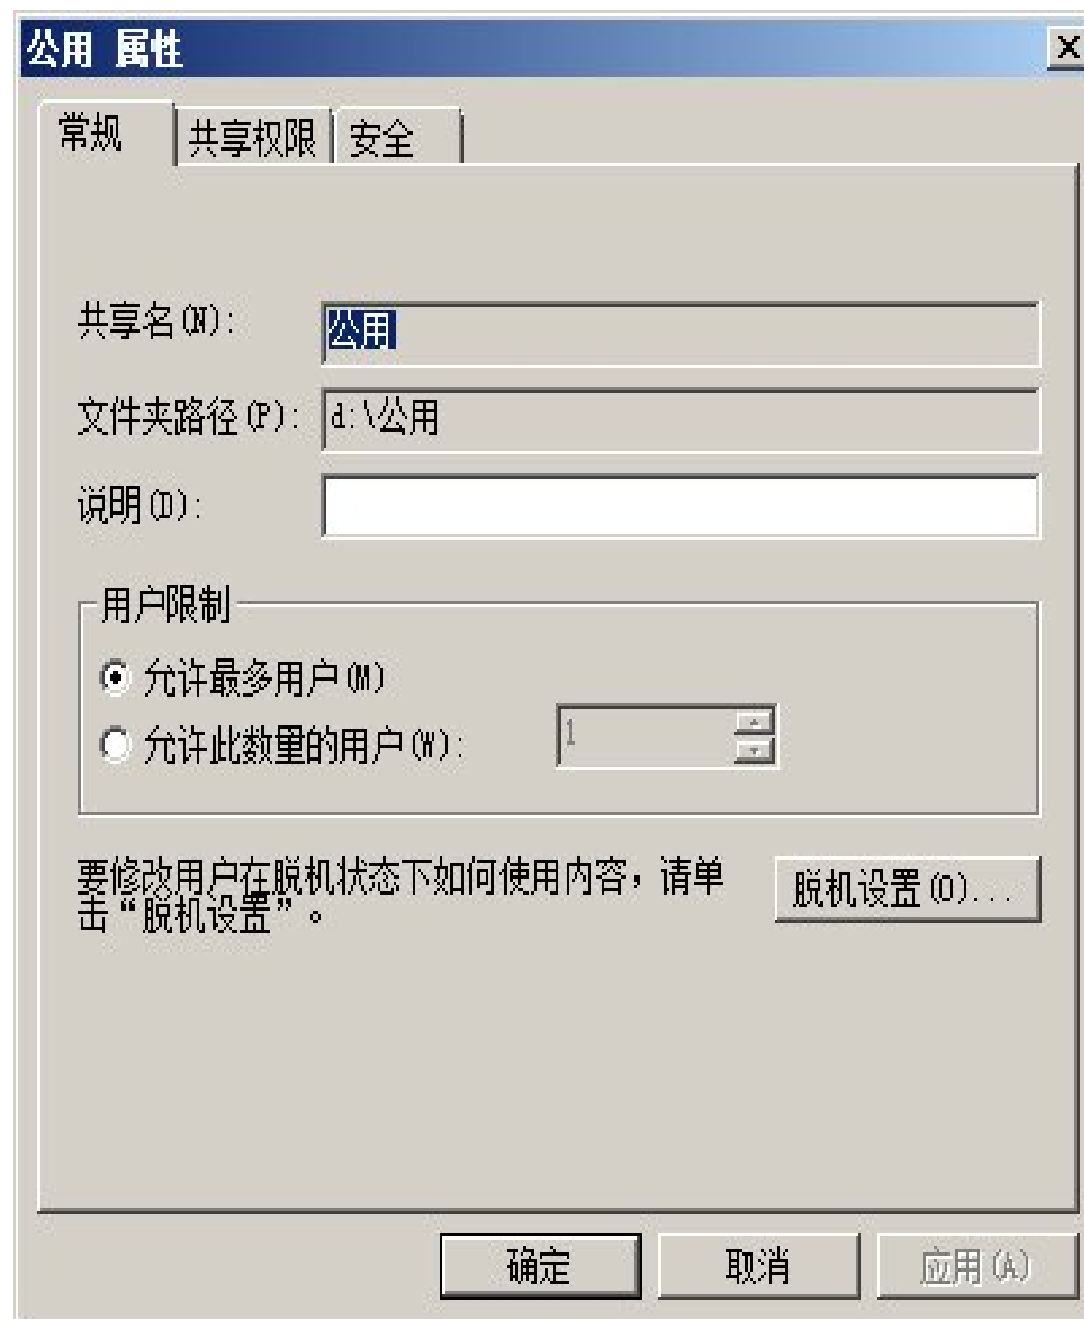 公用 属性
常规 共享权限 安全
共享名(N): 公用
文件夹路径(P): d:\公用
说明(D):
用户限制
允许最多用户(M)
允许此数量的用户(W): 1
要修改用户在脱机状态下如何使用内容，请单
击“脱机设置”。
脱机设置(O)...
确定 取消 应用(A)